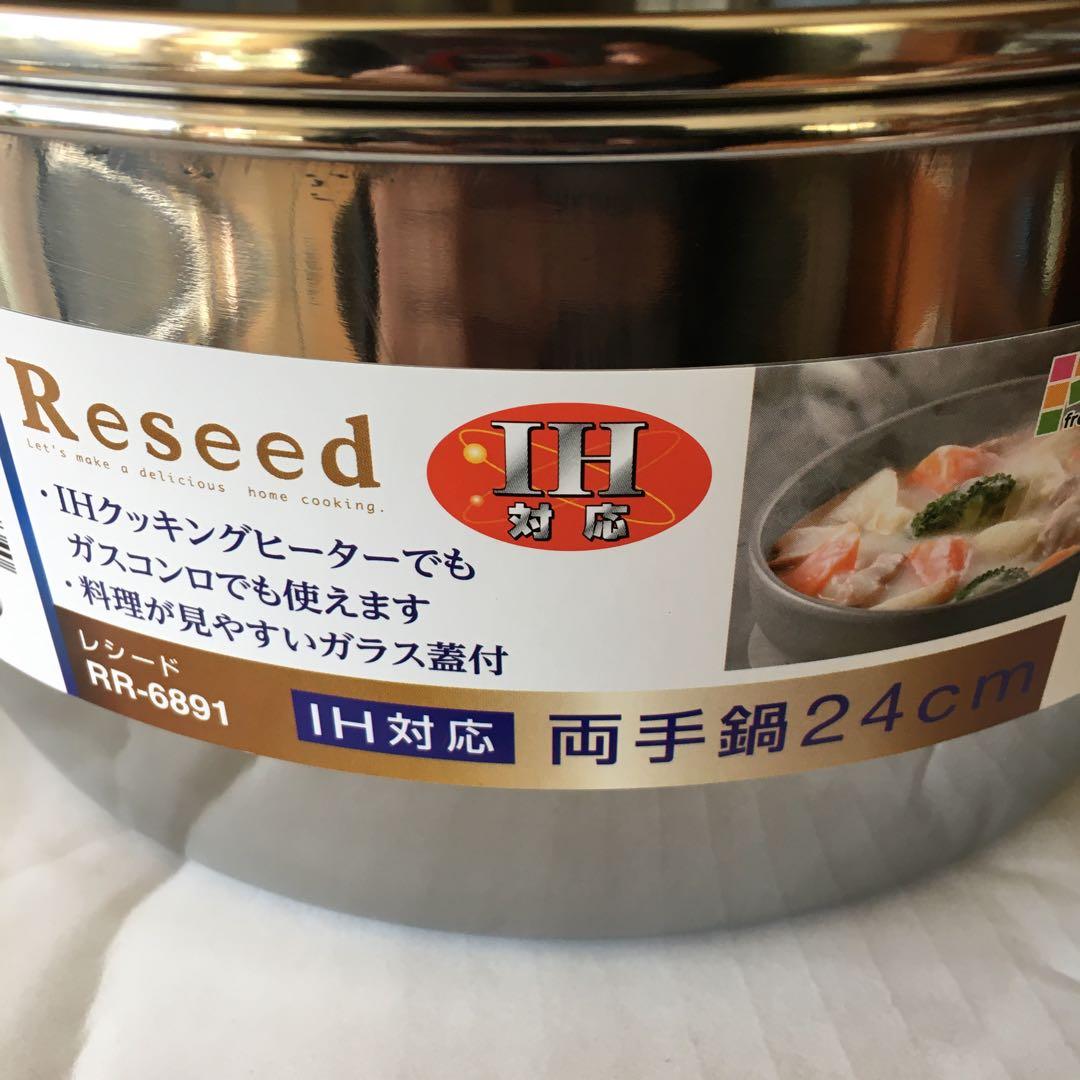 Reseed
Let's make a delicious home cooking.
IH
対応
・IHクッキングヒーターでも
ガスコンロでも使えます
・料理が見やすいガラス蓋付
レシード
RR-6891
IH対応
両手鍋24cm